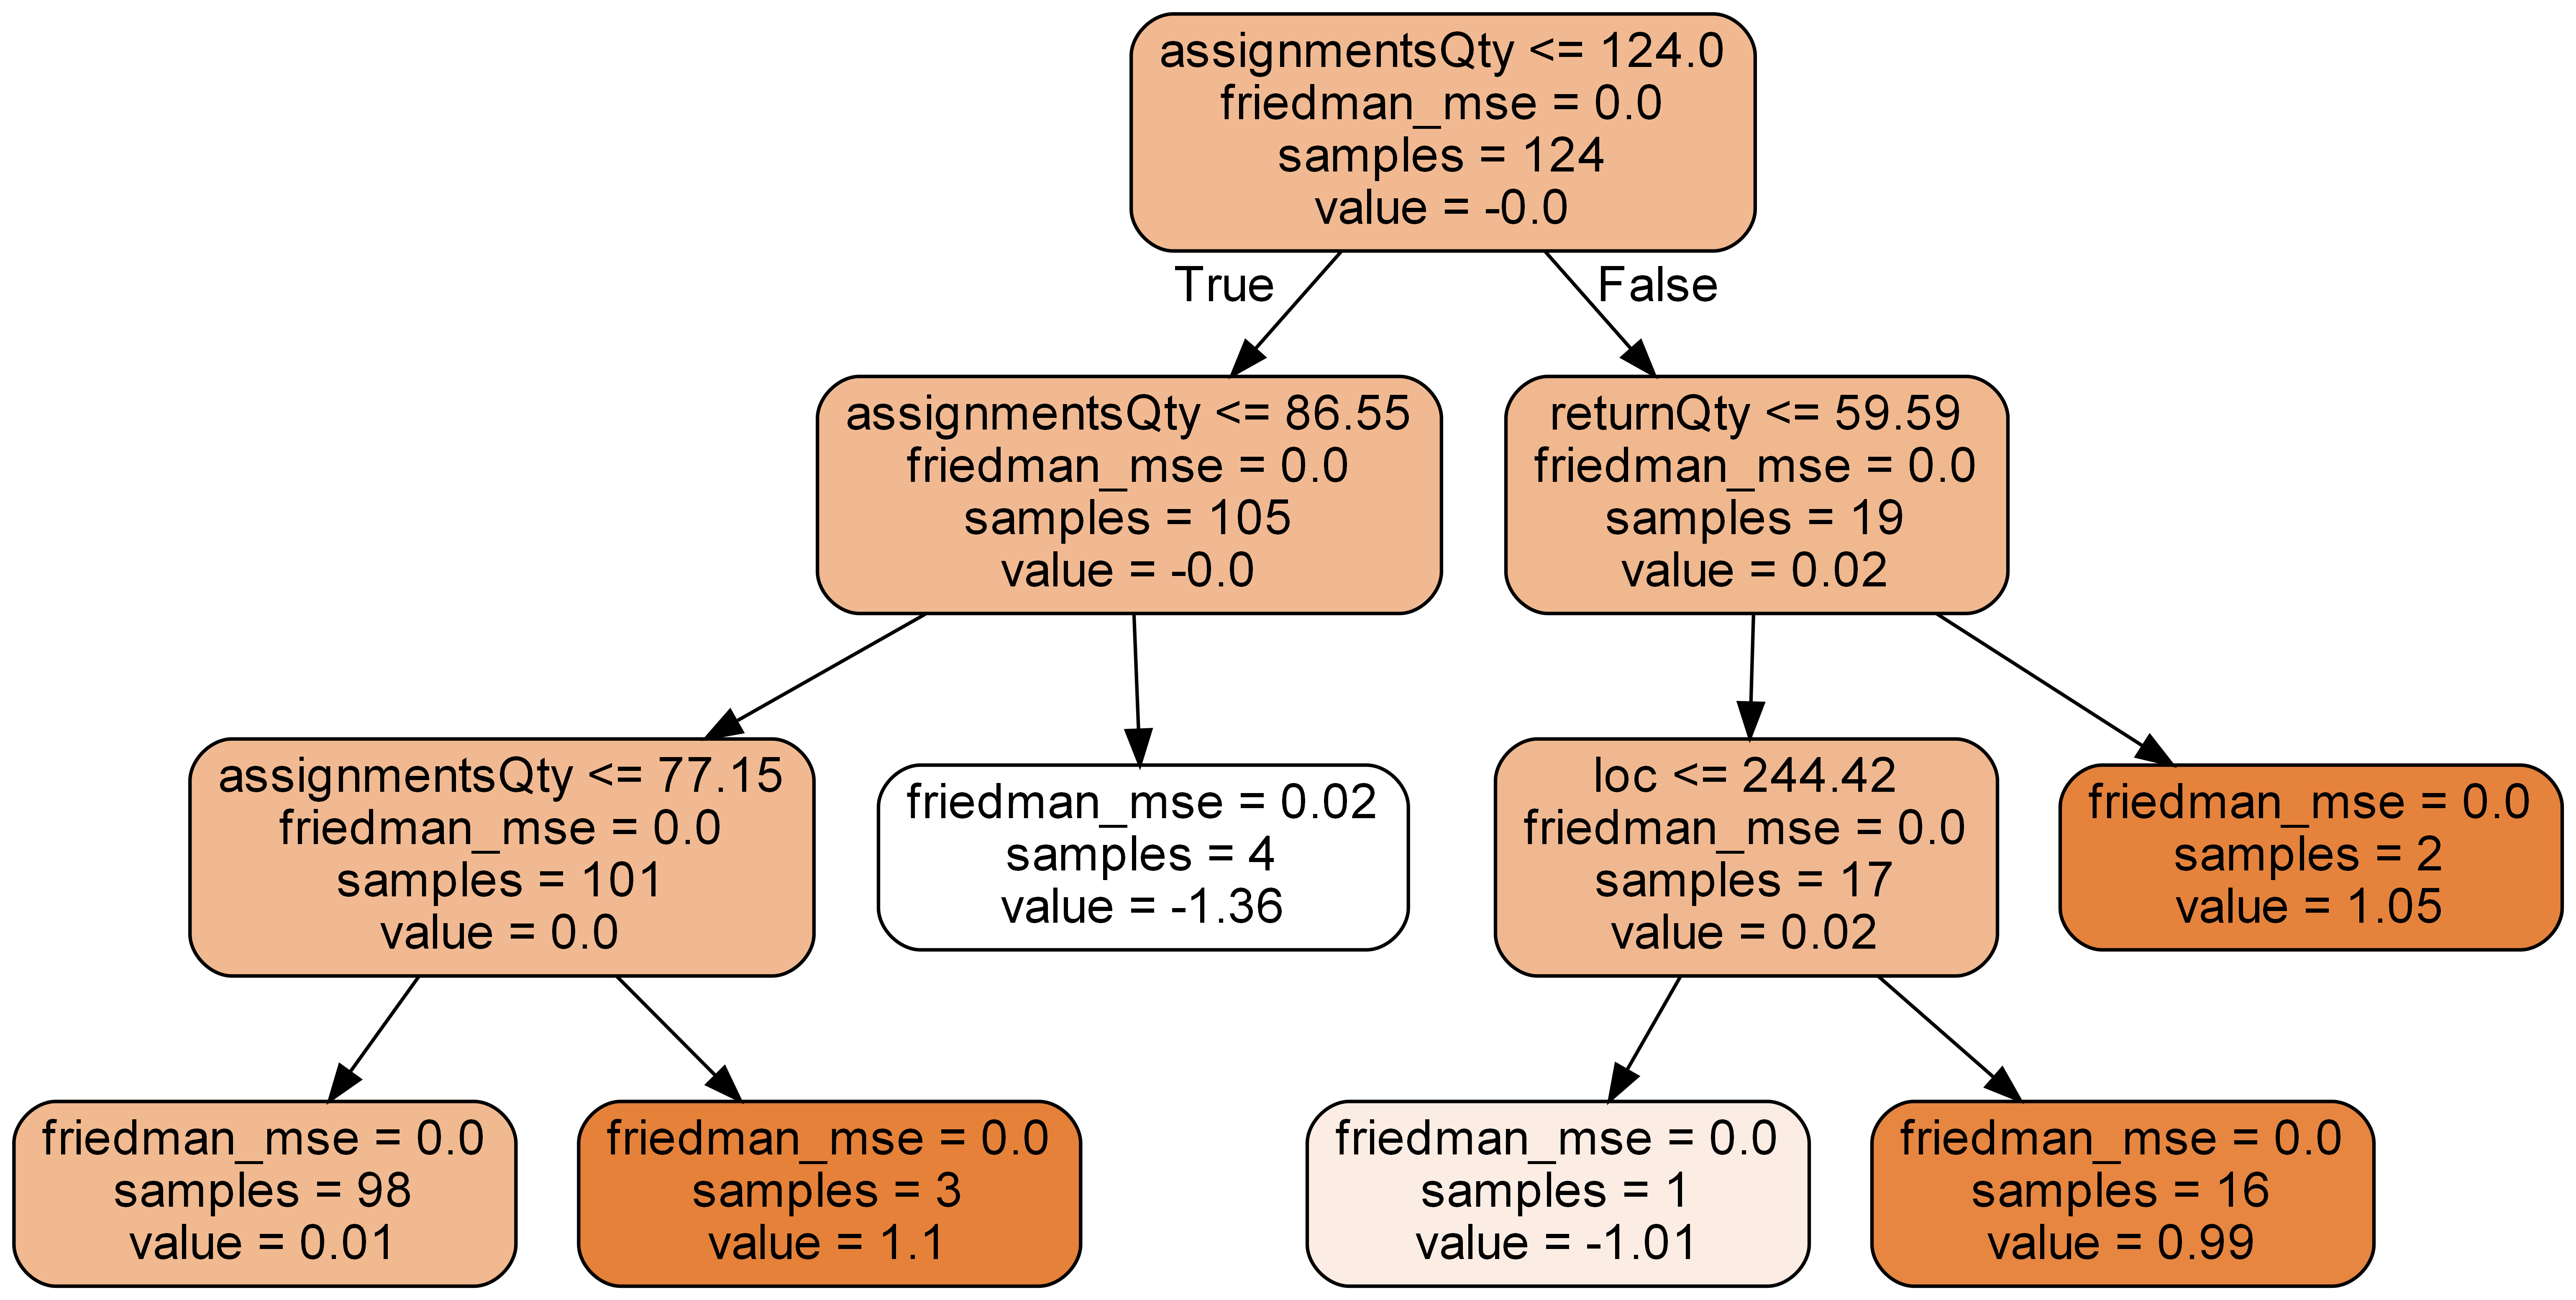 assignmentsQty <= 124.0
friedman_mse = 0.0
samples = 124
value = -0.0
True
False
assignmentsQty <= 86.55
friedman_mse = 0.0
samples = 105
value = -0.0
returnQty <= 59.59
friedman_mse = 0.0
samples = 19
value = 0.02
assignmentsQty <= 77.15
friedman_mse = 0.0
samples = 101
value = 0.0
friedman_mse = 0.02
samples = 4
value = -1.36
loc <= 244.42
friedman_mse = 0.0
samples = 17
value = 0.02
friedman_mse = 0.0
samples = 2
value = 1.05
friedman_mse = 0.0
samples = 98
value = 0.01
friedman_mse = 0.0
samples = 3
value = 1.1
friedman_mse = 0.0
samples = 1
value = -1.01
friedman_mse = 0.0
samples = 16
value = 0.99